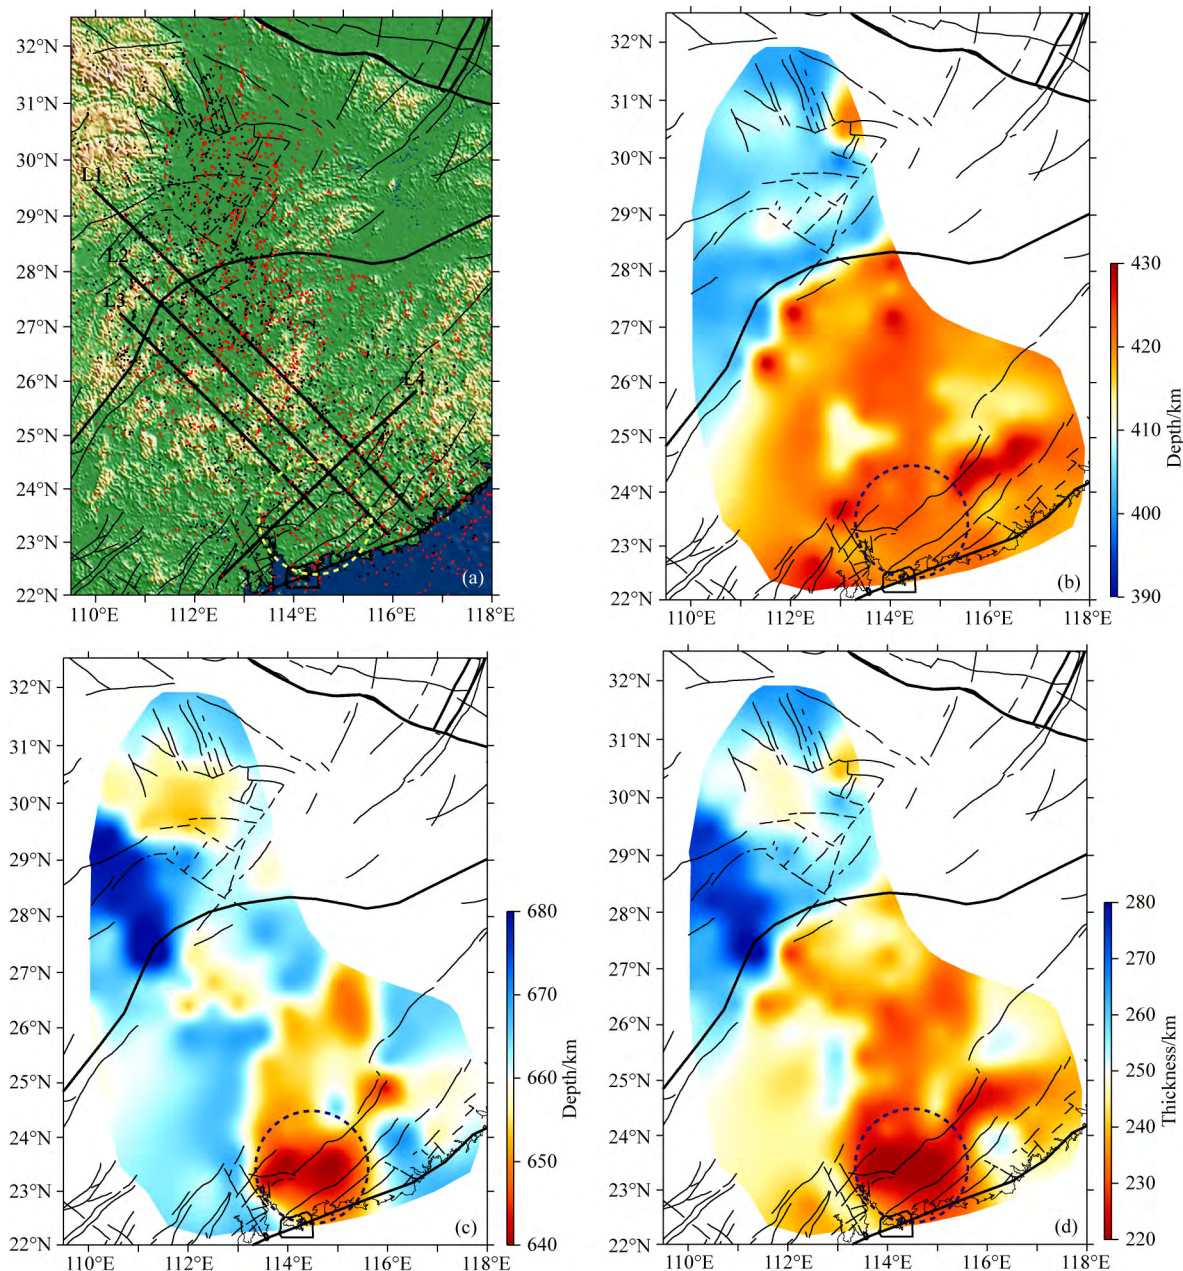 32°N
31°N
30°N
29°N
28°N
27°N
26°N
25°N
24°N
23°N
22°N
110°E
112°E
114°E
116°E
118°E
L1
L2
L3
L4
(a)
32°N
31°N
30°N
29°N
28°N
27°N
26°N
25°N
24°N
23°N
22°N
110°E
112°E
114°E
116°E
118°E
(b)
430
420
410
400
390
Depth/km
32°N
31°N
30°N
29°N
28°N
27°N
26°N
25°N
24°N
23°N
22°N
110°E
112°E
114°E
116°E
118°E
(c)
680
670
660
650
640
Depth/km
32°N
31°N
30°N
29°N
28°N
27°N
26°N
25°N
24°N
23°N
22°N
110°E
112°E
114°E
116°E
118°E
(d)
280
270
260
250
240
230
220
Thickness/km